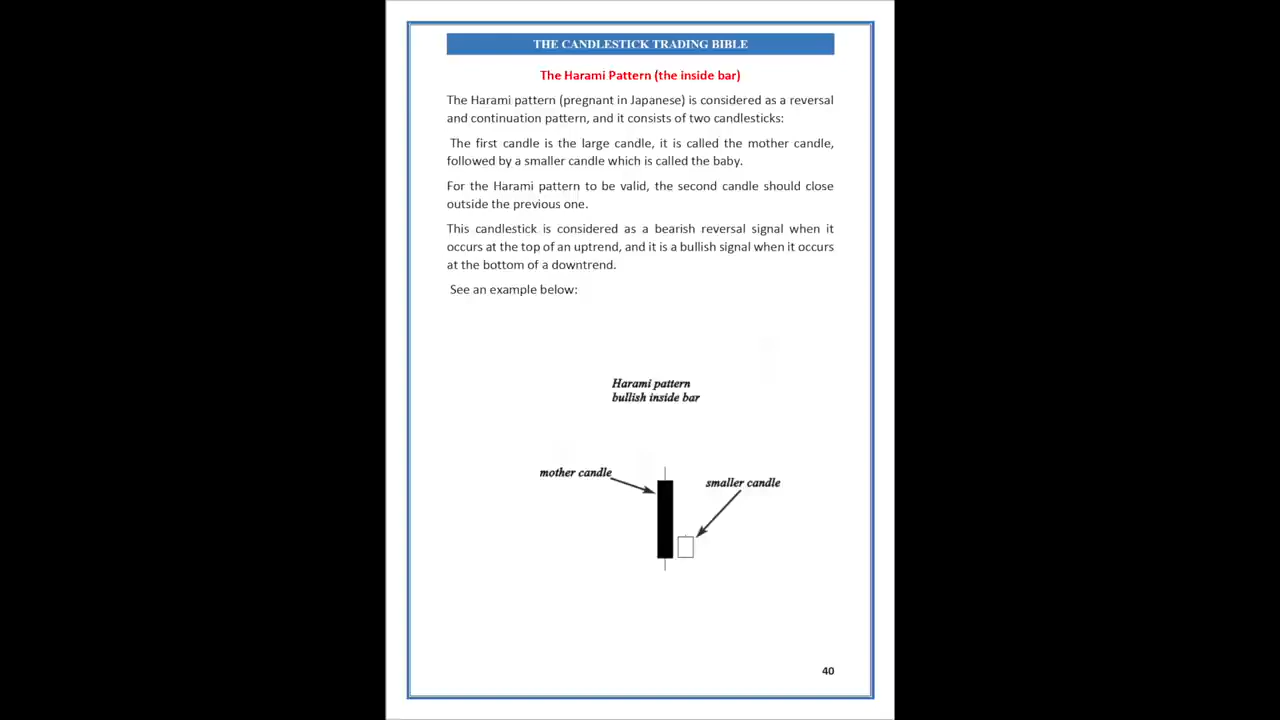 THE CANDLESTICK TRADING BIBLE
The Harami Pattern (the inside bar)
The Harami pattern (pregnant in Japanese) is considered as a reversal
and continuation pattern, and it consists of two candlesticks:
The first candle is the large candle, it is called the mother candle,
followed by a smaller candle which is called the baby.
For the Harami pattern to be valid, the second candle should close
outside the previous one.
This candlestick is considered as a bearish reversal signal when it
occurs at the top of an uptrend, and it is a bullish signal when it occurs
at the bottom of a downtrend.
See an example below:
Harami pattern
bullish inside bar
mother candle
smaller candle
40